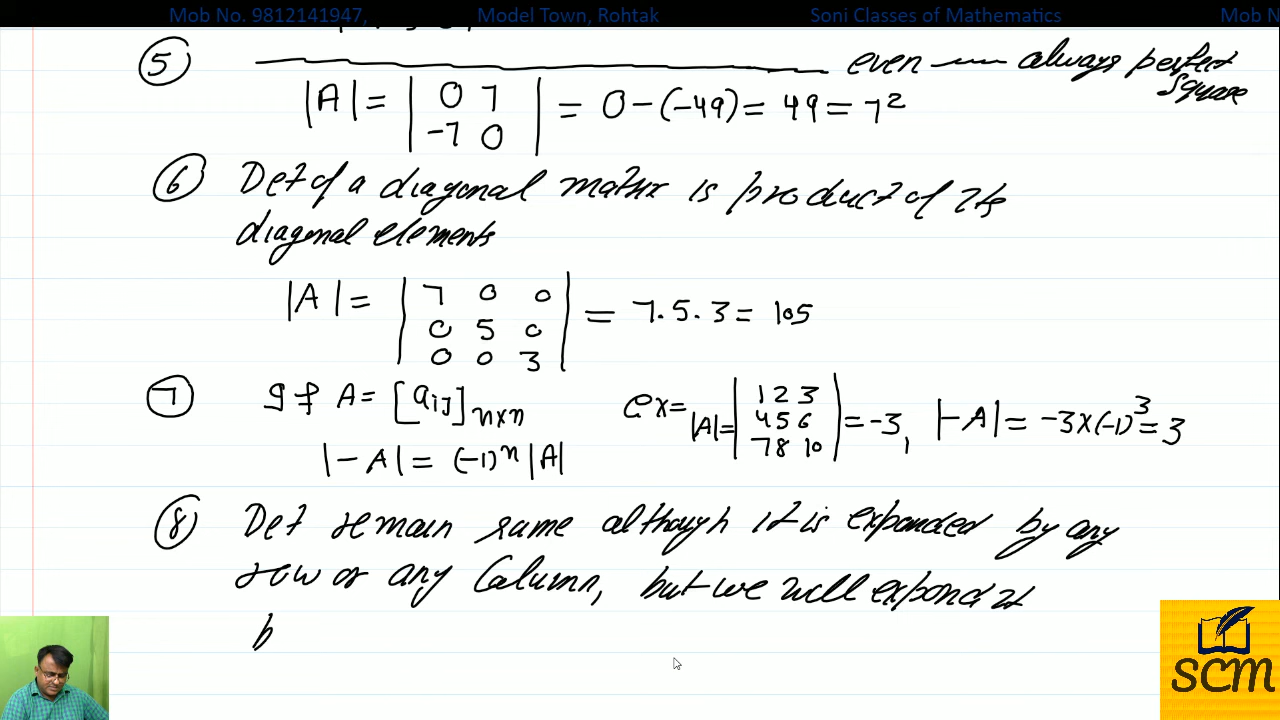 Mob No. 9812141947, Model Town, Rohtak Soni Classes of Mathematics Mob N
5 ——— even —— always perfect square
|A| = | 0 7 | = 0 - (-49) = 49 = 7²
| -7 0 |
6 Det of a diagonal matrix is product of its
diagonal elements
|A| = | 7 0 0 | = 7. 5. 3 = 105
| 0 5 0 |
| 0 0 3 |
7 If A = [aij]n×n ex= |A| = | 1 2 3 | = -3, |-A| = -3×(-1)³ = 3
| 4 5 6 |
| 7 8 10 |
|-A| = (-1)ⁿ |A|
8 Det remain same although it is expanded by any
row or any Column, but we will expand it
b
SCM